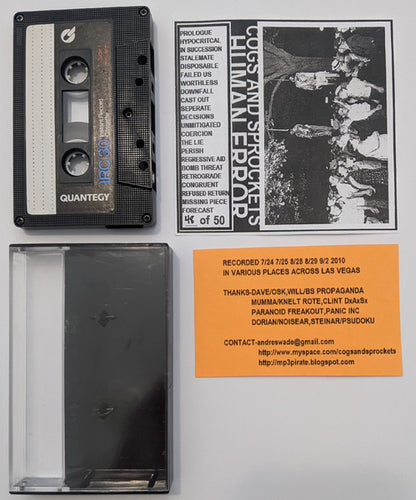 QUANTEGY
IRC 30
COGS AND SPROCKETS
HUMAN ERROR
PROLOGUE
HYPOCRITCAL
IN SUCCESSION
STALEMATE
DISPOSABLE
FAILED US
WORTHLESS
DOWNFALL
CAST OUT
SEPERATE
DECISIONS
UNMITIGATED
COERCION
THE LIE
PERISH
REGRESSIVE AID
BOMB THREAT
RETROGRADE
CONGRUENT
REFUSED RETURN
MISSING PIECE
FORECAST
of 50
RECORDED 7/24 7/25 8/28 8/29 9/2 2010
IN VARIOUS PLACES ACROSS LAS VEGAS
THANKS-DAVE/OSK,WILL/BS PROPAGANDA
MUMMA/KNELT ROTE,CLINT DxAxSx
PARANOID FREAKOUT,PANIC INC
DORIAN/NOISEAR,STEINAR/PSUDOKU
CONTACT-andreswade@gmail.com
http://www.myspace.com/cogsandsprockets
http://mp3pirate.blogspot.com